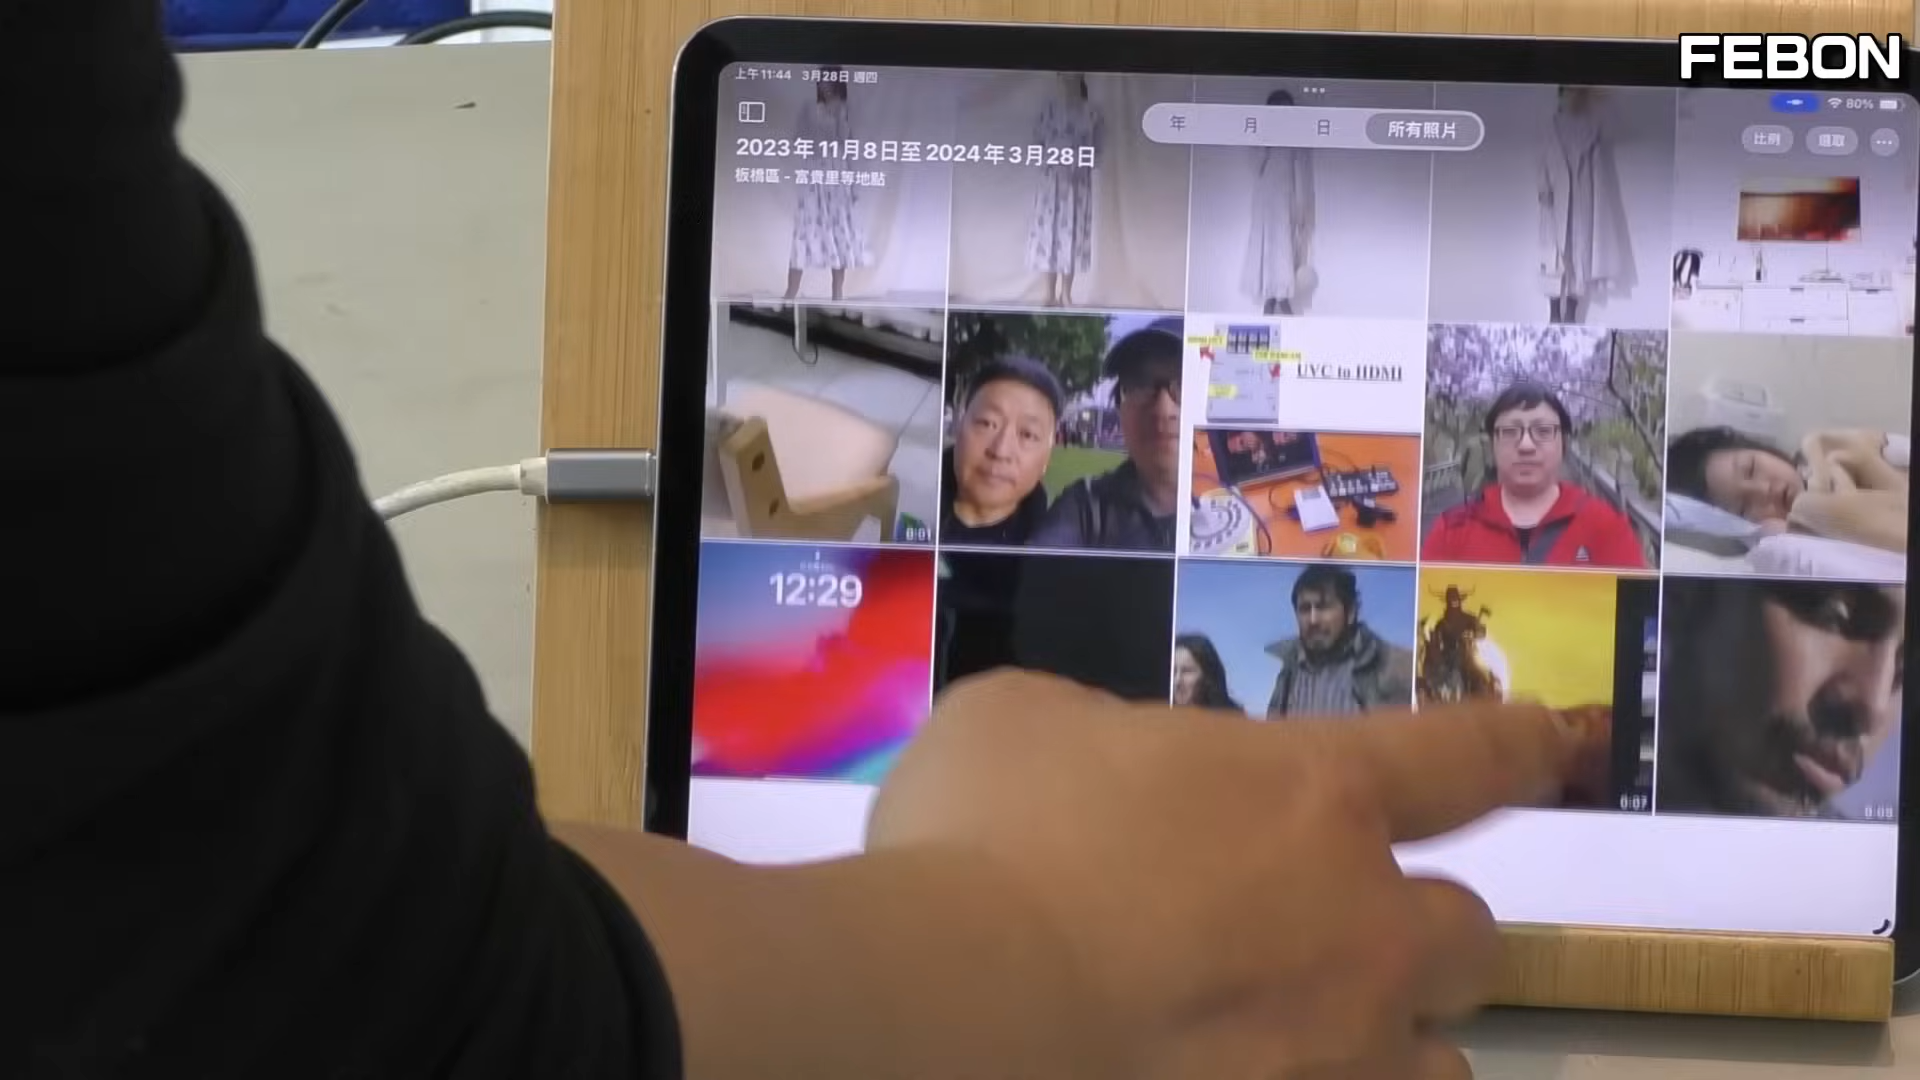 FEBON
上午11:44 3月28日 週四
80%
年 月 日 所有照片
比例 選取
2023年11月8日至2024年3月28日
板橋區 - 富貴里等地點
UVC to HDMI
0:01
12:29
0:07
0:09